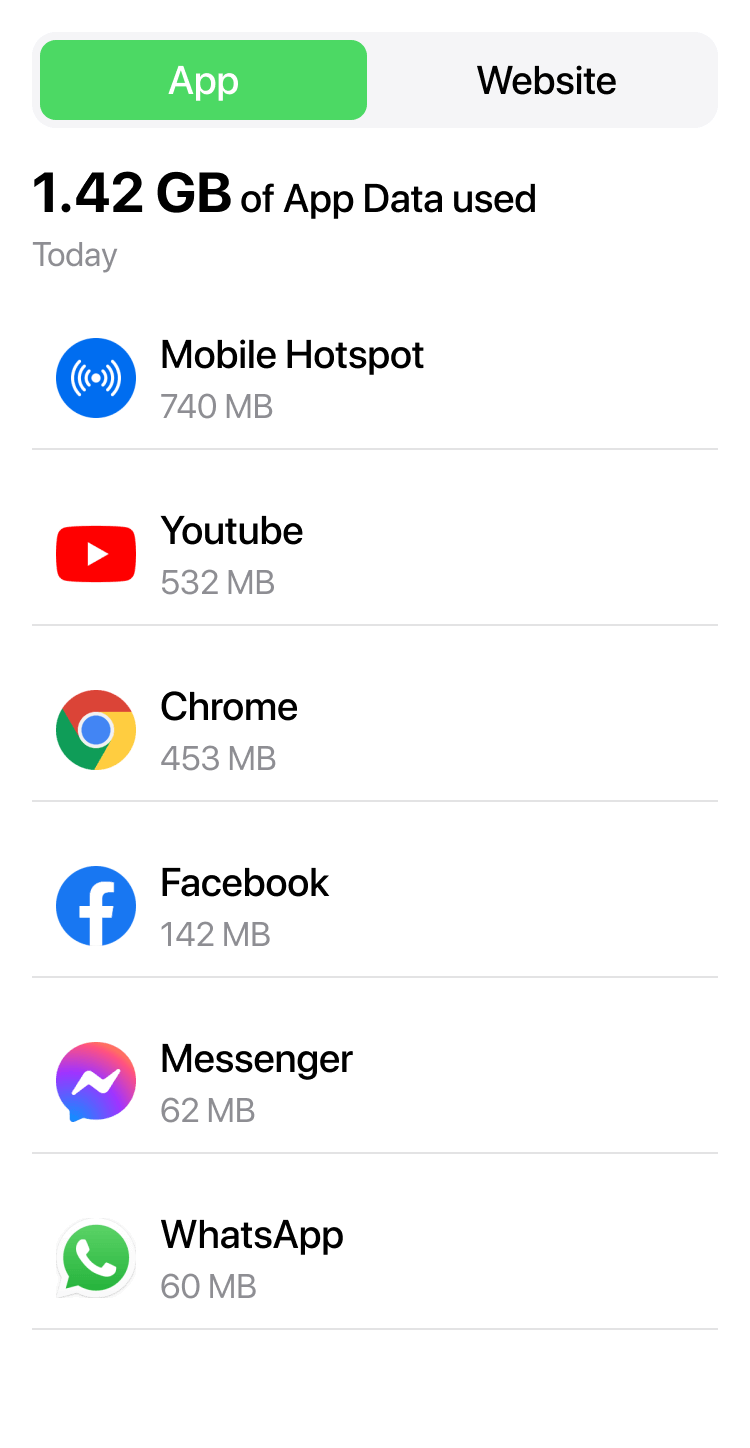 App
Website
1.42 GB of App Data used
Today
Mobile Hotspot
740 MB
Youtube
532 MB
Chrome
453 MB
Facebook
142 MB
Messenger
62 MB
WhatsApp
60 MB